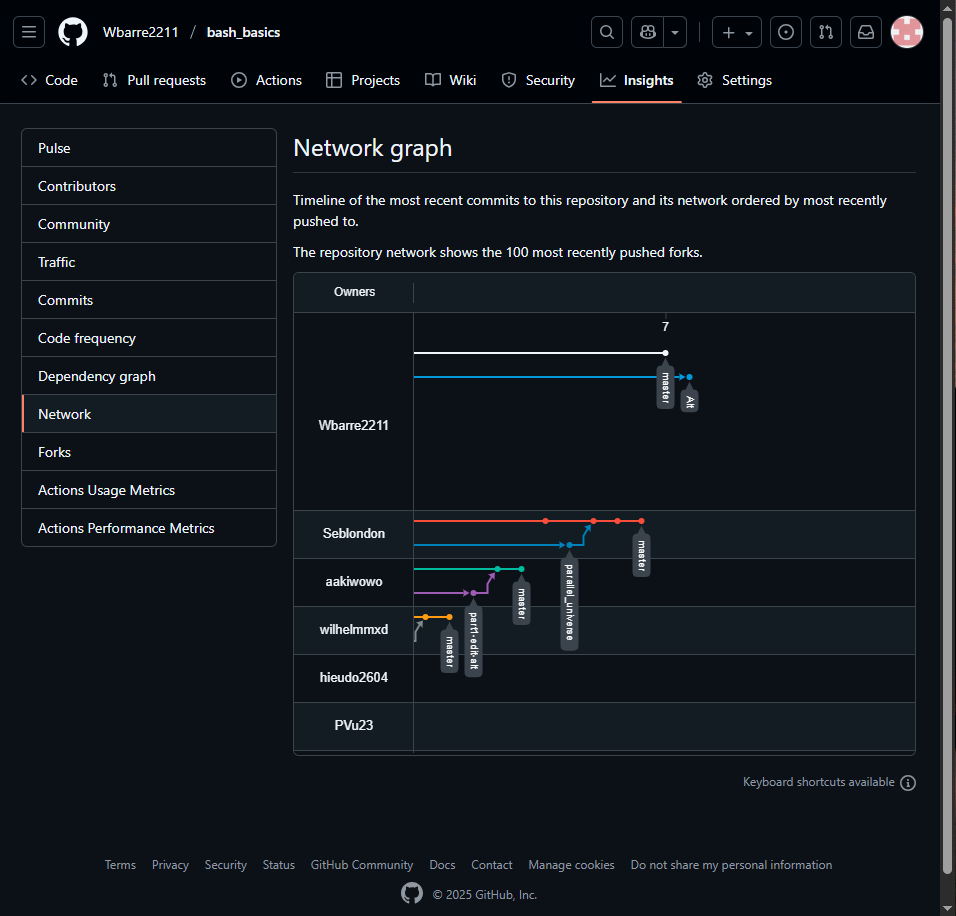 Wbarre2211 / bash_basics
Code Pull requests Actions Projects Wiki Security Insights Settings
Pulse
Contributors
Community
Traffic
Commits
Code frequency
Dependency graph
Network
Forks
Actions Usage Metrics
Actions Performance Metrics
Network graph
Timeline of the most recent commits to this repository and its network ordered by most recently
pushed to.
The repository network shows the 100 most recently pushed forks.
Owners
7
Wbarre2211
master
Alt
Seblondon
master
parallel_universe
aakiwowo
master
part1-edit-alt
wilhelmmxd
master
hieudo2604
PVu23
Keyboard shortcuts available
Terms Privacy Security Status GitHub Community Docs Contact Manage cookies Do not share my personal information
© 2025 GitHub, Inc.